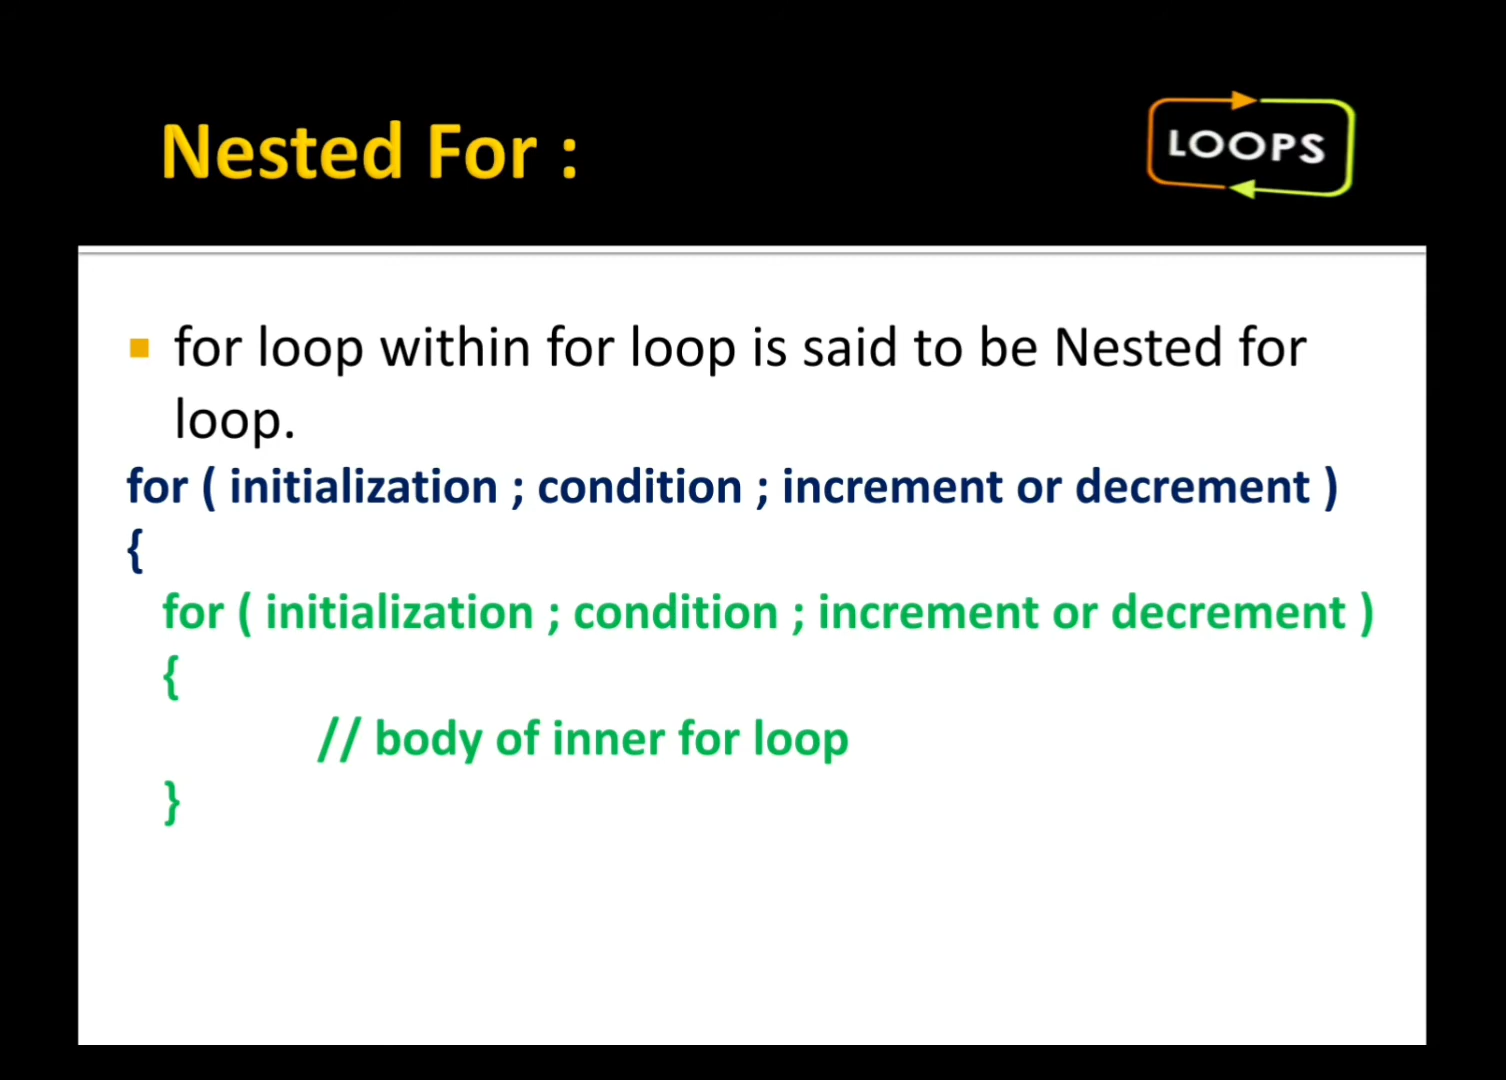 Nested For :
LOOPS
for loop within for loop is said to be Nested for
loop.
for ( initialization ; condition ; increment or decrement )
{
for ( initialization ; condition ; increment or decrement )
{
// body of inner for loop
}